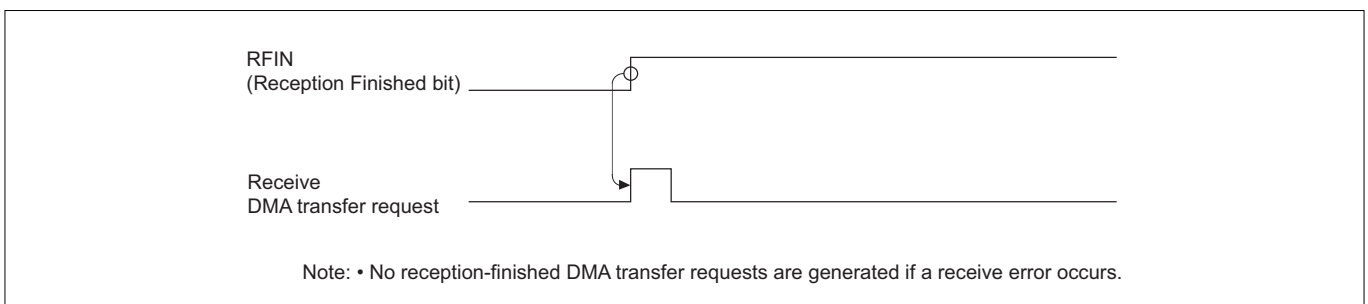 RFIN
(Reception Finished bit)
Receive
DMA transfer request
Note: • No reception-finished DMA transfer requests are generated if a receive error occurs.